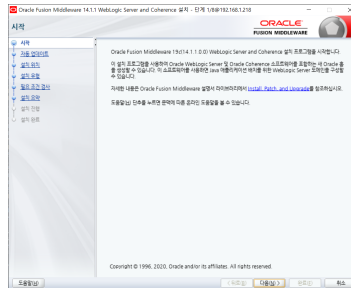 Oracle Fusion Middleware 14.1.1 WebLogic Server and Coherence 설치 - 단계 1/8@192.168.1.218
시작
ORACLE
FUSION MIDDLEWARE
시작
자동 업데이트
설치 위치
설치 유형
필요 조건 검사
설치 요약
설치 진행
설치 완료
Oracle Fusion Middleware 19c(14.1.1.0.0) WebLogic Server and Coherence 설치 프로그램을 시작합니다.
이 설치 프로그램을 사용하여 Oracle WebLogic Server 및 Oracle Coherence 소프트웨어를 포함하는 새 Oracle 홈
을 생성할 수 있습니다. 이 소프트웨어를 사용하면 Java 애플리케이션 배치를 위한 WebLogic Server 도메인을 구성할
수 있습니다.
자세한 내용은 Oracle Fusion Middleware 설명서 라이브러리에서 Install, Patch, and Upgrade를 참조하십시오.
도움말(H) 단추를 누르면 문맥에 따른 온라인 도움말을 볼 수 있습니다.
Copyright © 1996, 2020, Oracle and/or its affiliates. All rights reserved.
도움말(H)
< 뒤로(B)
다음(N) >
완료(F)
취소